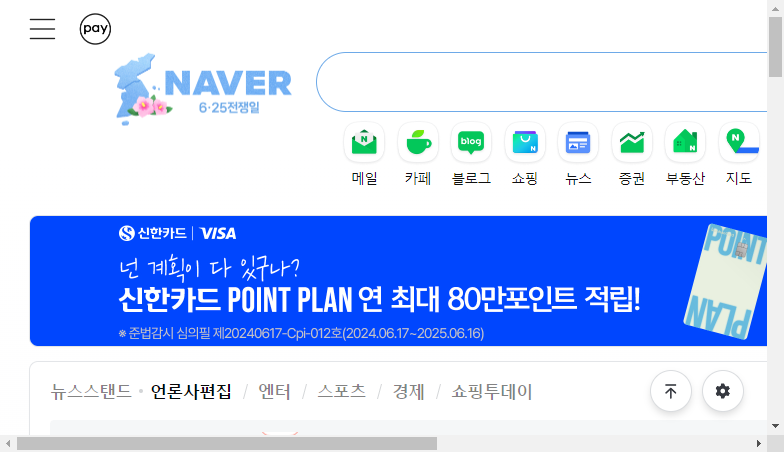 pay
NAVER
6·25전쟁일
N blog N N N
메일 카페 블로그 쇼핑 뉴스 증권 부동산 지도
신한카드 | VISA
넌 계획이 다 있구나?
신한카드 POINT PLAN 연 최대 80만포인트 적립!
※ 준법감시 심의필 제20240617-Cpi-012호(2024.06.17~2025.06.16)
POINT
PLAN
뉴스스탠드 • 언론사편집 / 엔터 / 스포츠 / 경제 / 쇼핑투데이